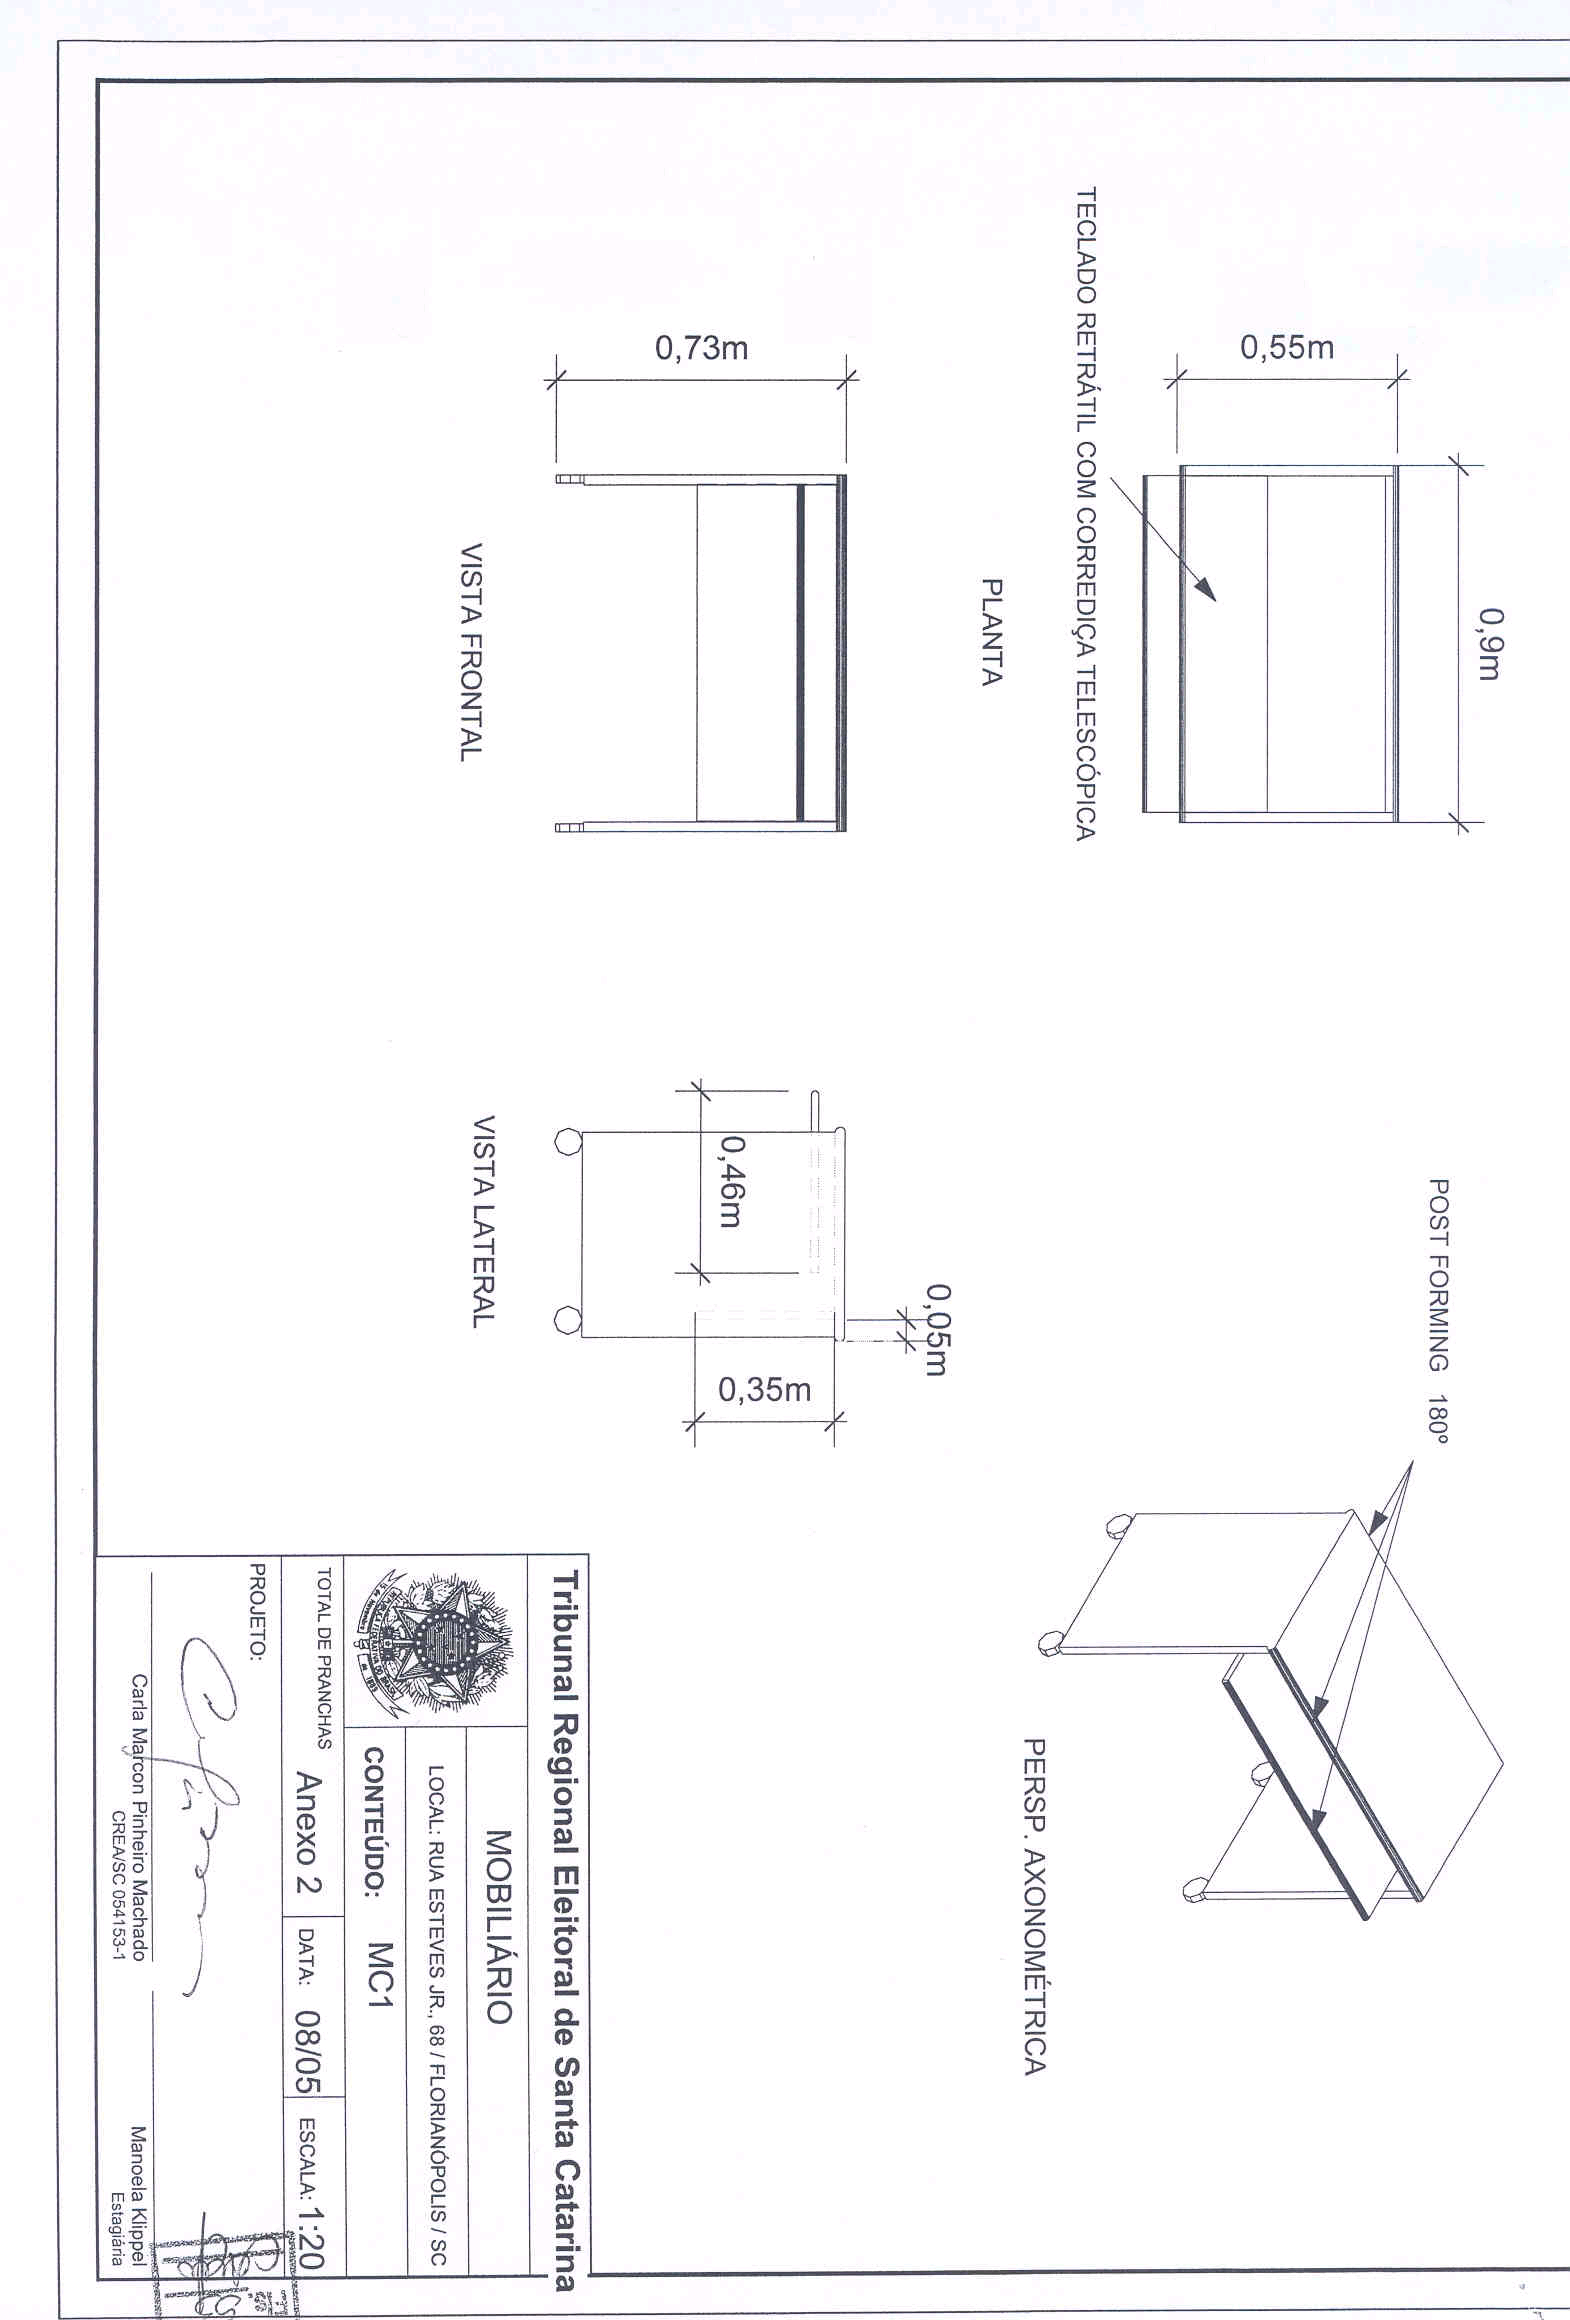 0,9m
0,55m
TECLADO RETRÁTIL COM CORREDIÇA TELESCÓPICA
PLANTA
0,73m
VISTA FRONTAL
POST FORMING 180º
PERSP. AXONOMÉTRICA
0,05m
0,46m
0,35m
VISTA LATERAL
Tribunal Regional Eleitoral de Santa Catarina
MOBILIÁRIO
LOCAL: RUA ESTEVES JR., 68 / FLORIANÓPOLIS / SC
CONTEÚDO: MC1
TOTAL DE PRANCHAS Anexo 2
DATA: 08/05
ESCALA: 1:20
PROJETO:
Carla Marcon Pinheiro Machado
CREA/SC 054153-1
Manoela Klippel
Estagiária